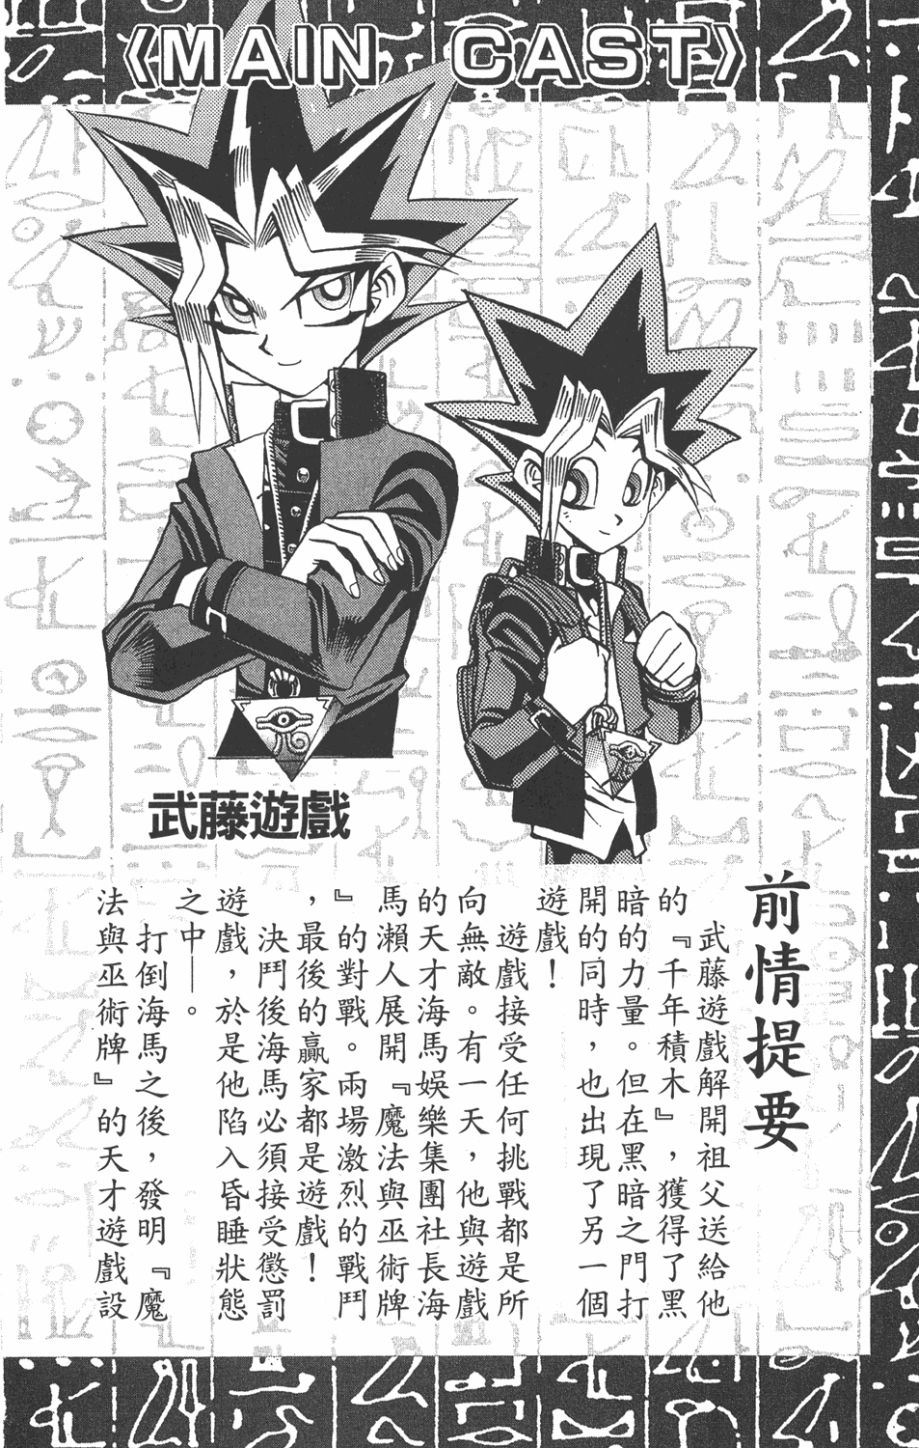 《MAIN CAST》
武藤遊戲
前情提要
武藤遊戲解開祖父送給他
的『千年積木』，獲得了黑
暗的力量。但在黑暗之門打
開的同時，也出現了另一個
遊戲！
遊戲接受任何挑戰都是所
向無敵。有一天，他與遊戲
的天才海馬娛樂集團社長海
馬瀨人展開『魔法與巫術牌
』的對戰。兩場激烈的戰鬥
，最後的贏家都是遊戲！
決鬥後海馬必須接受懲罰
遊戲，於是他陷入昏睡狀態
之中——。
打倒海馬之後，發明『魔
法與巫術牌』的天才遊戲設